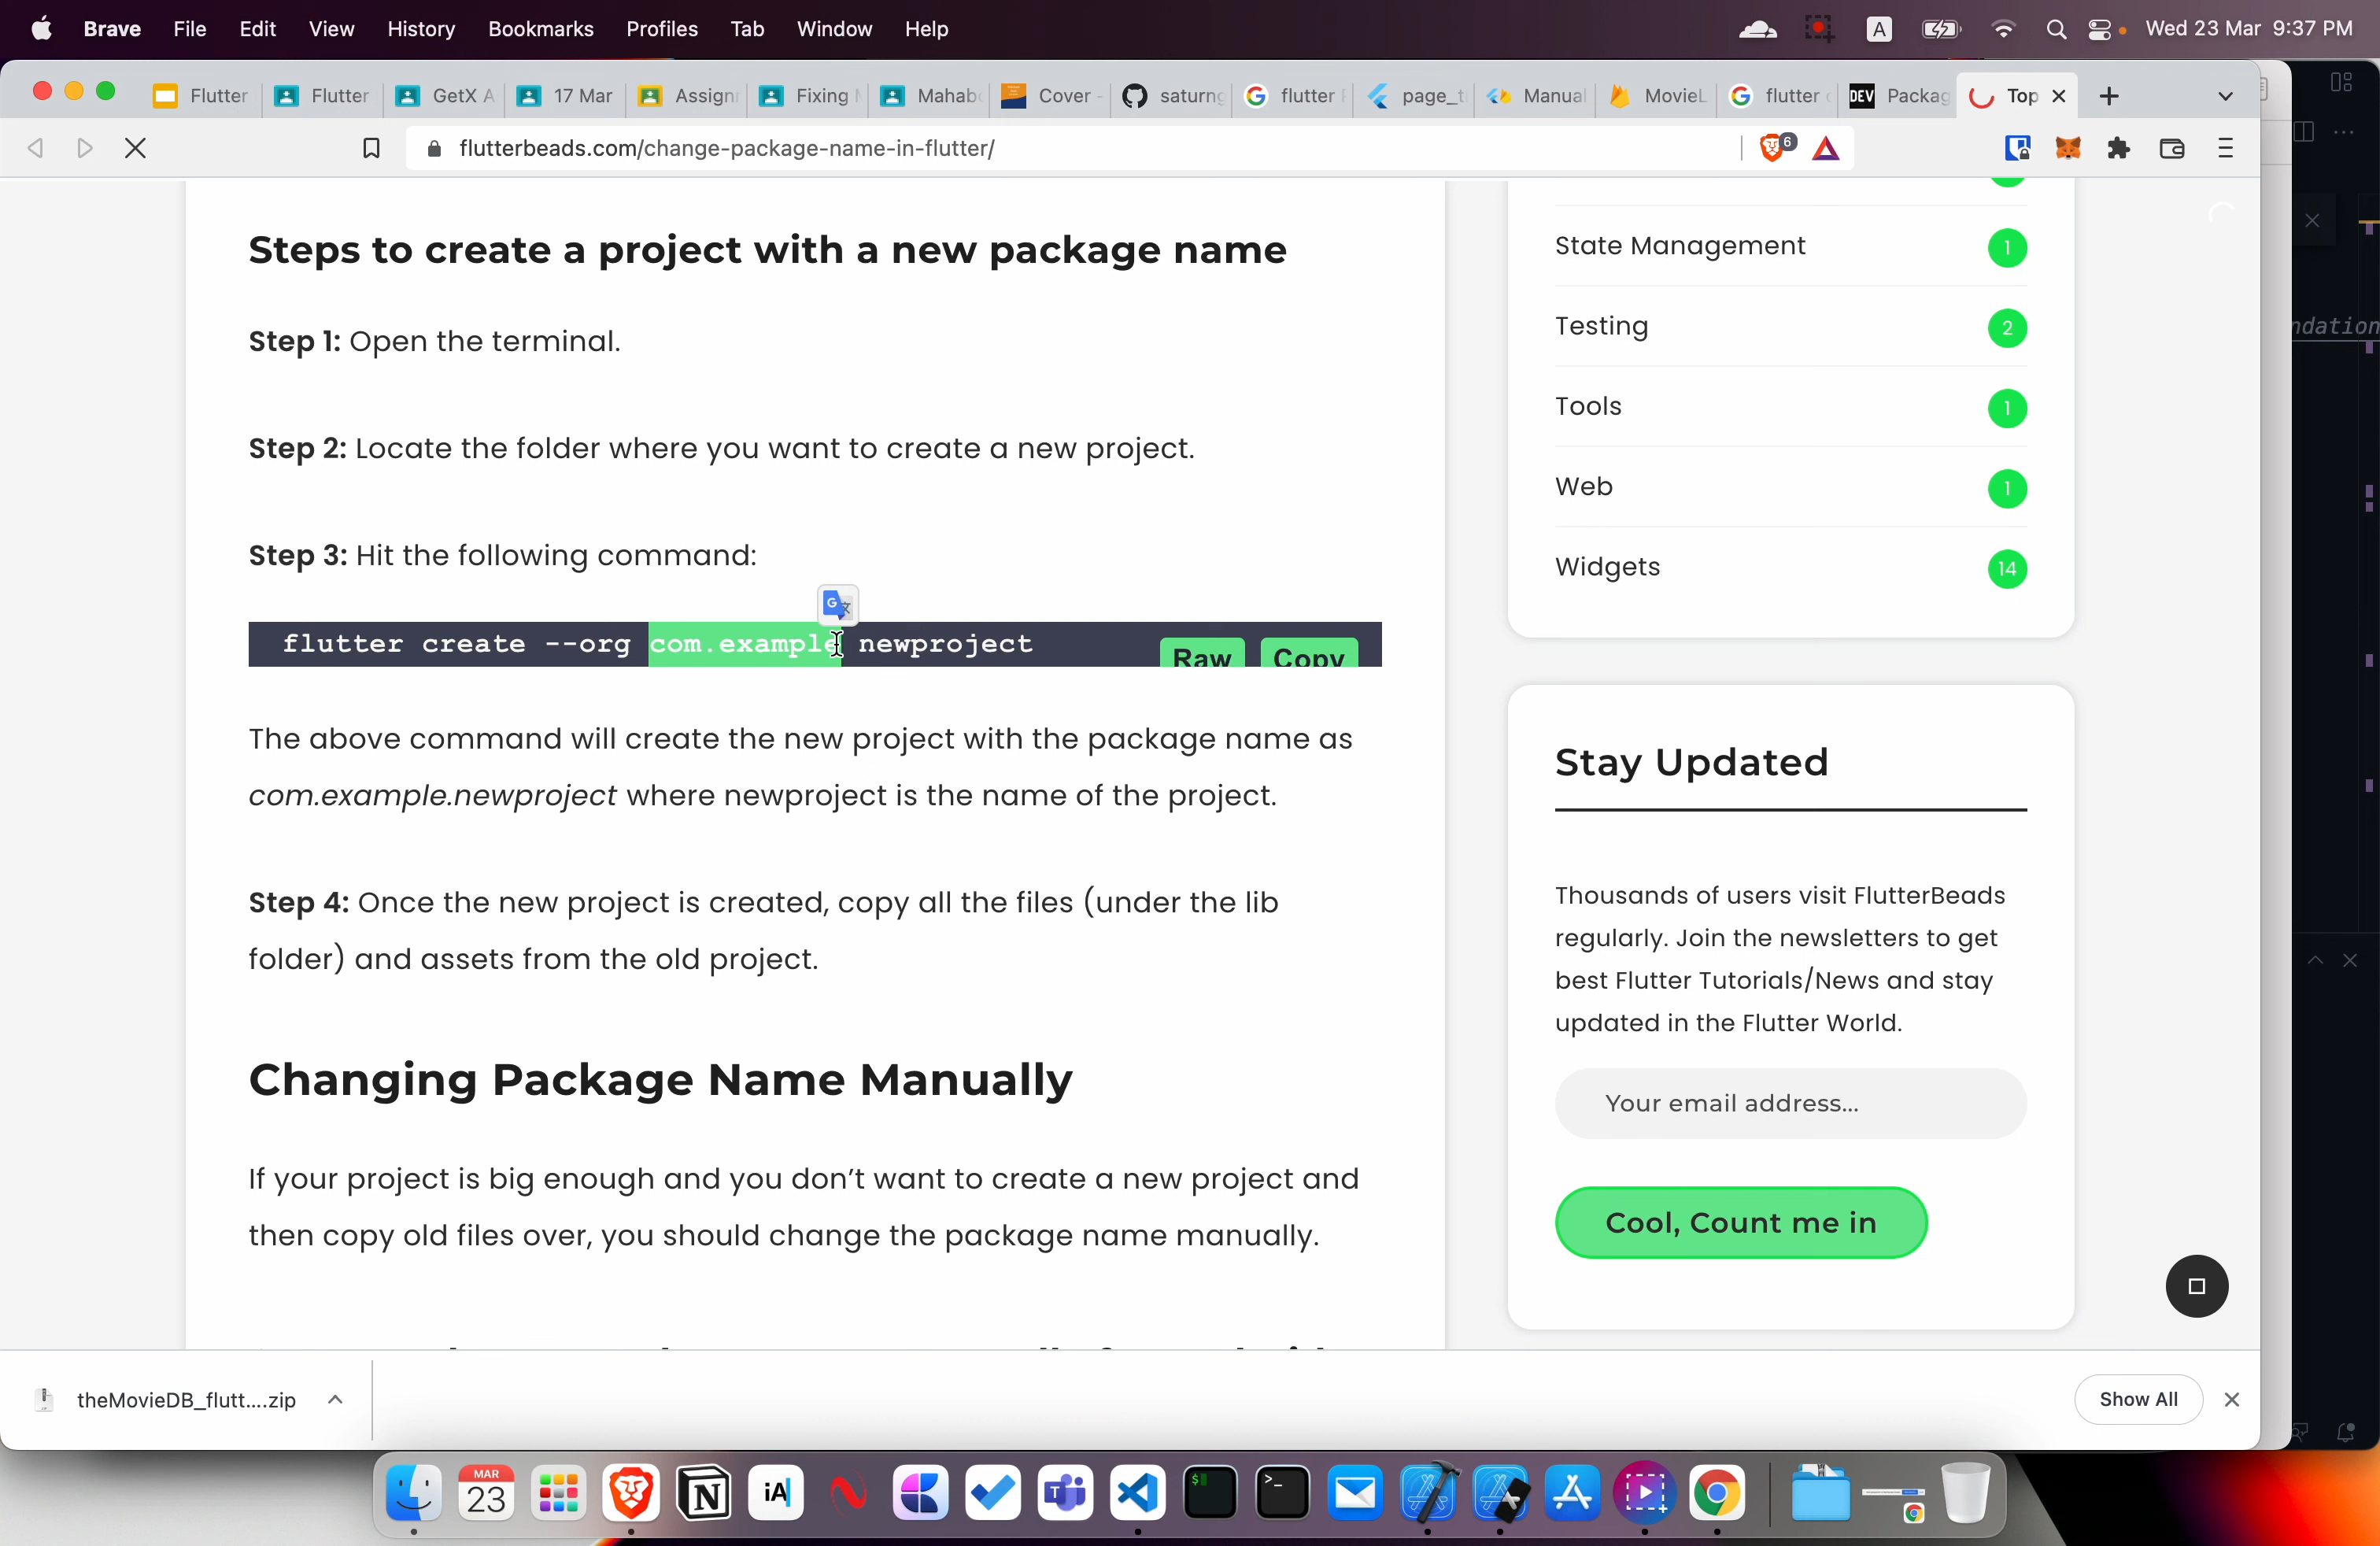 Brave File Edit View History Bookmarks Profiles Tab Window Help
A
Wed 23 Mar 9:37 PM
Flutter
Flutter
GetX A
17 Mar
Assign
Fixing
Mahab
Cover -
saturng
flutter
page_t
Manual
MovieL
flutter
DEV Packag
Top
flutterbeads.com/change-package-name-in-flutter/
6
Steps to create a project with a new package name
Step 1: Open the terminal.
Step 2: Locate the folder where you want to create a new project.
Step 3: Hit the following command:
flutter create --org com.example newproject
Raw Copy
The above command will create the new project with the package name as
com.example.newproject where newproject is the name of the project.
Step 4: Once the new project is created, copy all the files (under the lib
folder) and assets from the old project.
Changing Package Name Manually
If your project is big enough and you don’t want to create a new project and
then copy old files over, you should change the package name manually.
State Management 1
Testing 2
Tools 1
Web 1
Widgets 14
Stay Updated
Thousands of users visit FlutterBeads
regularly. Join the newsletters to get
best Flutter Tutorials/News and stay
updated in the Flutter World.
Your email address...
Cool, Count me in
ndation
theMovieDB_flutt....zip
Show All
MAR
23
iA